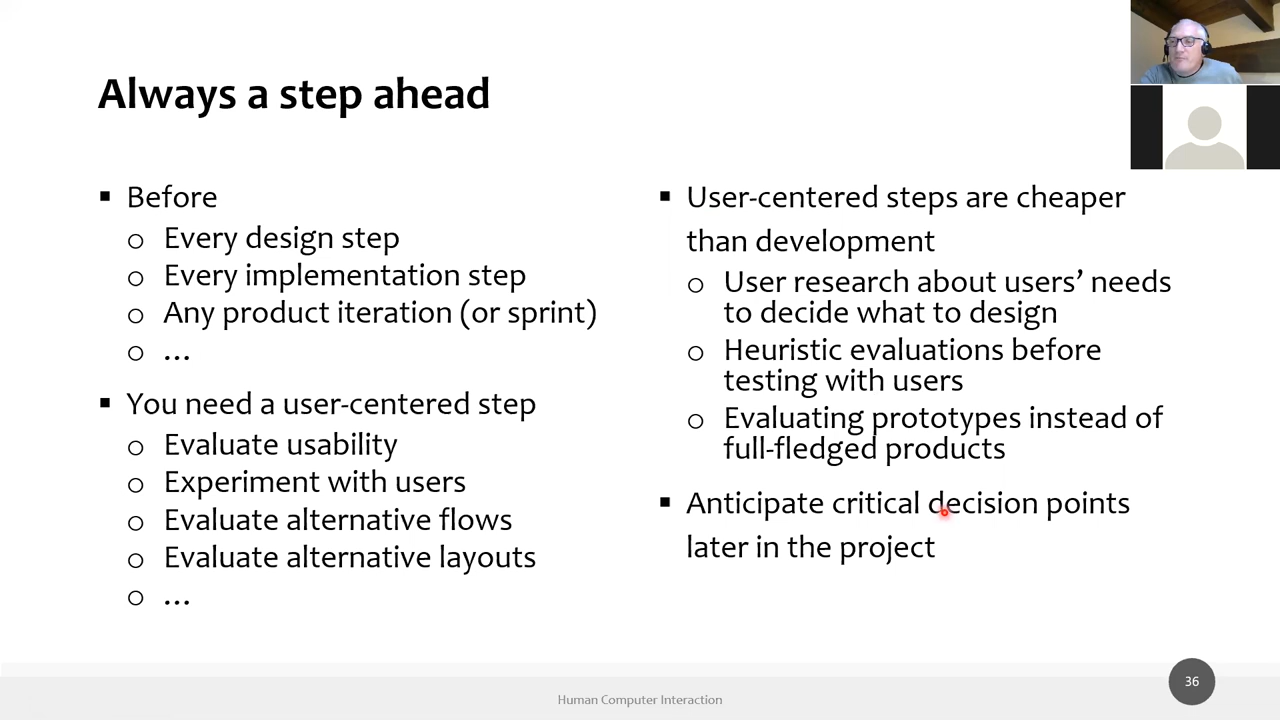 Always a step ahead
▪ Before
o Every design step
o Every implementation step
o Any product iteration (or sprint)
o …
▪ You need a user-centered step
o Evaluate usability
o Experiment with users
o Evaluate alternative flows
o Evaluate alternative layouts
o …
▪ User-centered steps are cheaper
than development
o User research about users’ needs
to decide what to design
o Heuristic evaluations before
testing with users
o Evaluating prototypes instead of
full-fledged products
▪ Anticipate critical decision points
later in the project
Human Computer Interaction
36